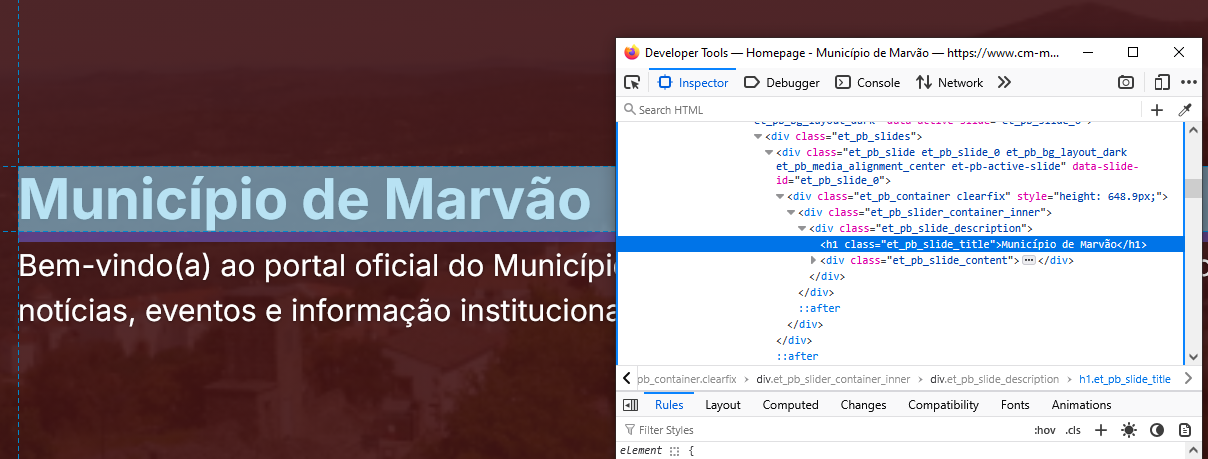 Developer Tools — Homepage - Município de Marvão — https://www.cm-m…
Inspector Debugger Console Network
Search HTML
et_pb_bg_layout_dark" data-active-slide="et_pb_slide_0">
<div class="et_pb_slides">
<div class="et_pb_slide et_pb_slide_0 et_pb_bg_layout_dark
et_pb_media_alignment_center et-pb-active-slide" data-slide-
id="et_pb_slide_0">
<div class="et_pb_container clearfix" style="height: 648.9px;">
<div class="et_pb_slider_container_inner">
<div class="et_pb_slide_description">
<h1 class="et_pb_slide_title">Município de Marvão</h1>
<div class="et_pb_slide_content"> ⋯ </div>
</div>
</div>
::after
</div>
</div>
::after
pb_container.clearfix > div.et_pb_slider_container_inner > div.et_pb_slide_description > h1.et_pb_slide_title
Rules Layout Computed Changes Compatibility Fonts Animations
Filter Styles :hov .cls +
element {
Município de Marvão
Bem-vindo(a) ao portal oficial do Municípi
notícias, eventos e informação instituciona